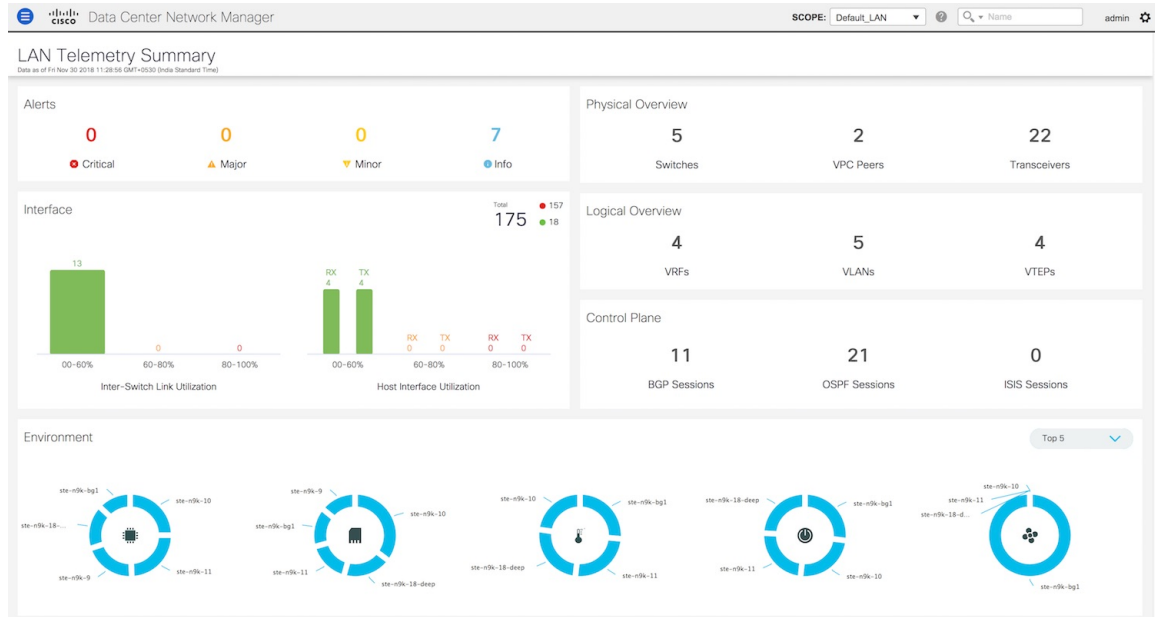 cisco Data Center Network Manager
SCOPE: Default_LAN
Name
admin
LAN Telemetry Summary
Data as of Fri Nov 30 2018 11:28:56 GMT+0530 (India Standard Time)
Alerts
0 0 0 7
Critical Major Minor Info
Physical Overview
5 2 22
Switches VPC Peers Transceivers
Interface
Total
175
157
18
13
0 0
00-60% 60-80% 80-100%
Inter-Switch Link Utilization
RX TX
4 4
RX TX RX TX
0 0 0 0
00-60% 60-80% 80-100%
Host Interface Utilization
Logical Overview
4 5 4
VRFs VLANs VTEPs
Control Plane
11 21 0
BGP Sessions OSPF Sessions ISIS Sessions
Environment
Top 5
ste-n9k-bg1
ste-n9k-10
ste-n9k-18-...
ste-n9k-9
ste-n9k-11
ste-n9k-9
ste-n9k-10
ste-n9k-bg1
ste-n9k-11
ste-n9k-18-deep
ste-n9k-10
ste-n9k-bg1
ste-n9k-18-deep
ste-n9k-11
ste-n9k-18-deep
ste-n9k-bg1
ste-n9k-11
ste-n9k-10
ste-n9k-10
ste-n9k-11
ste-n9k-18-d...
ste-n9k-bg1